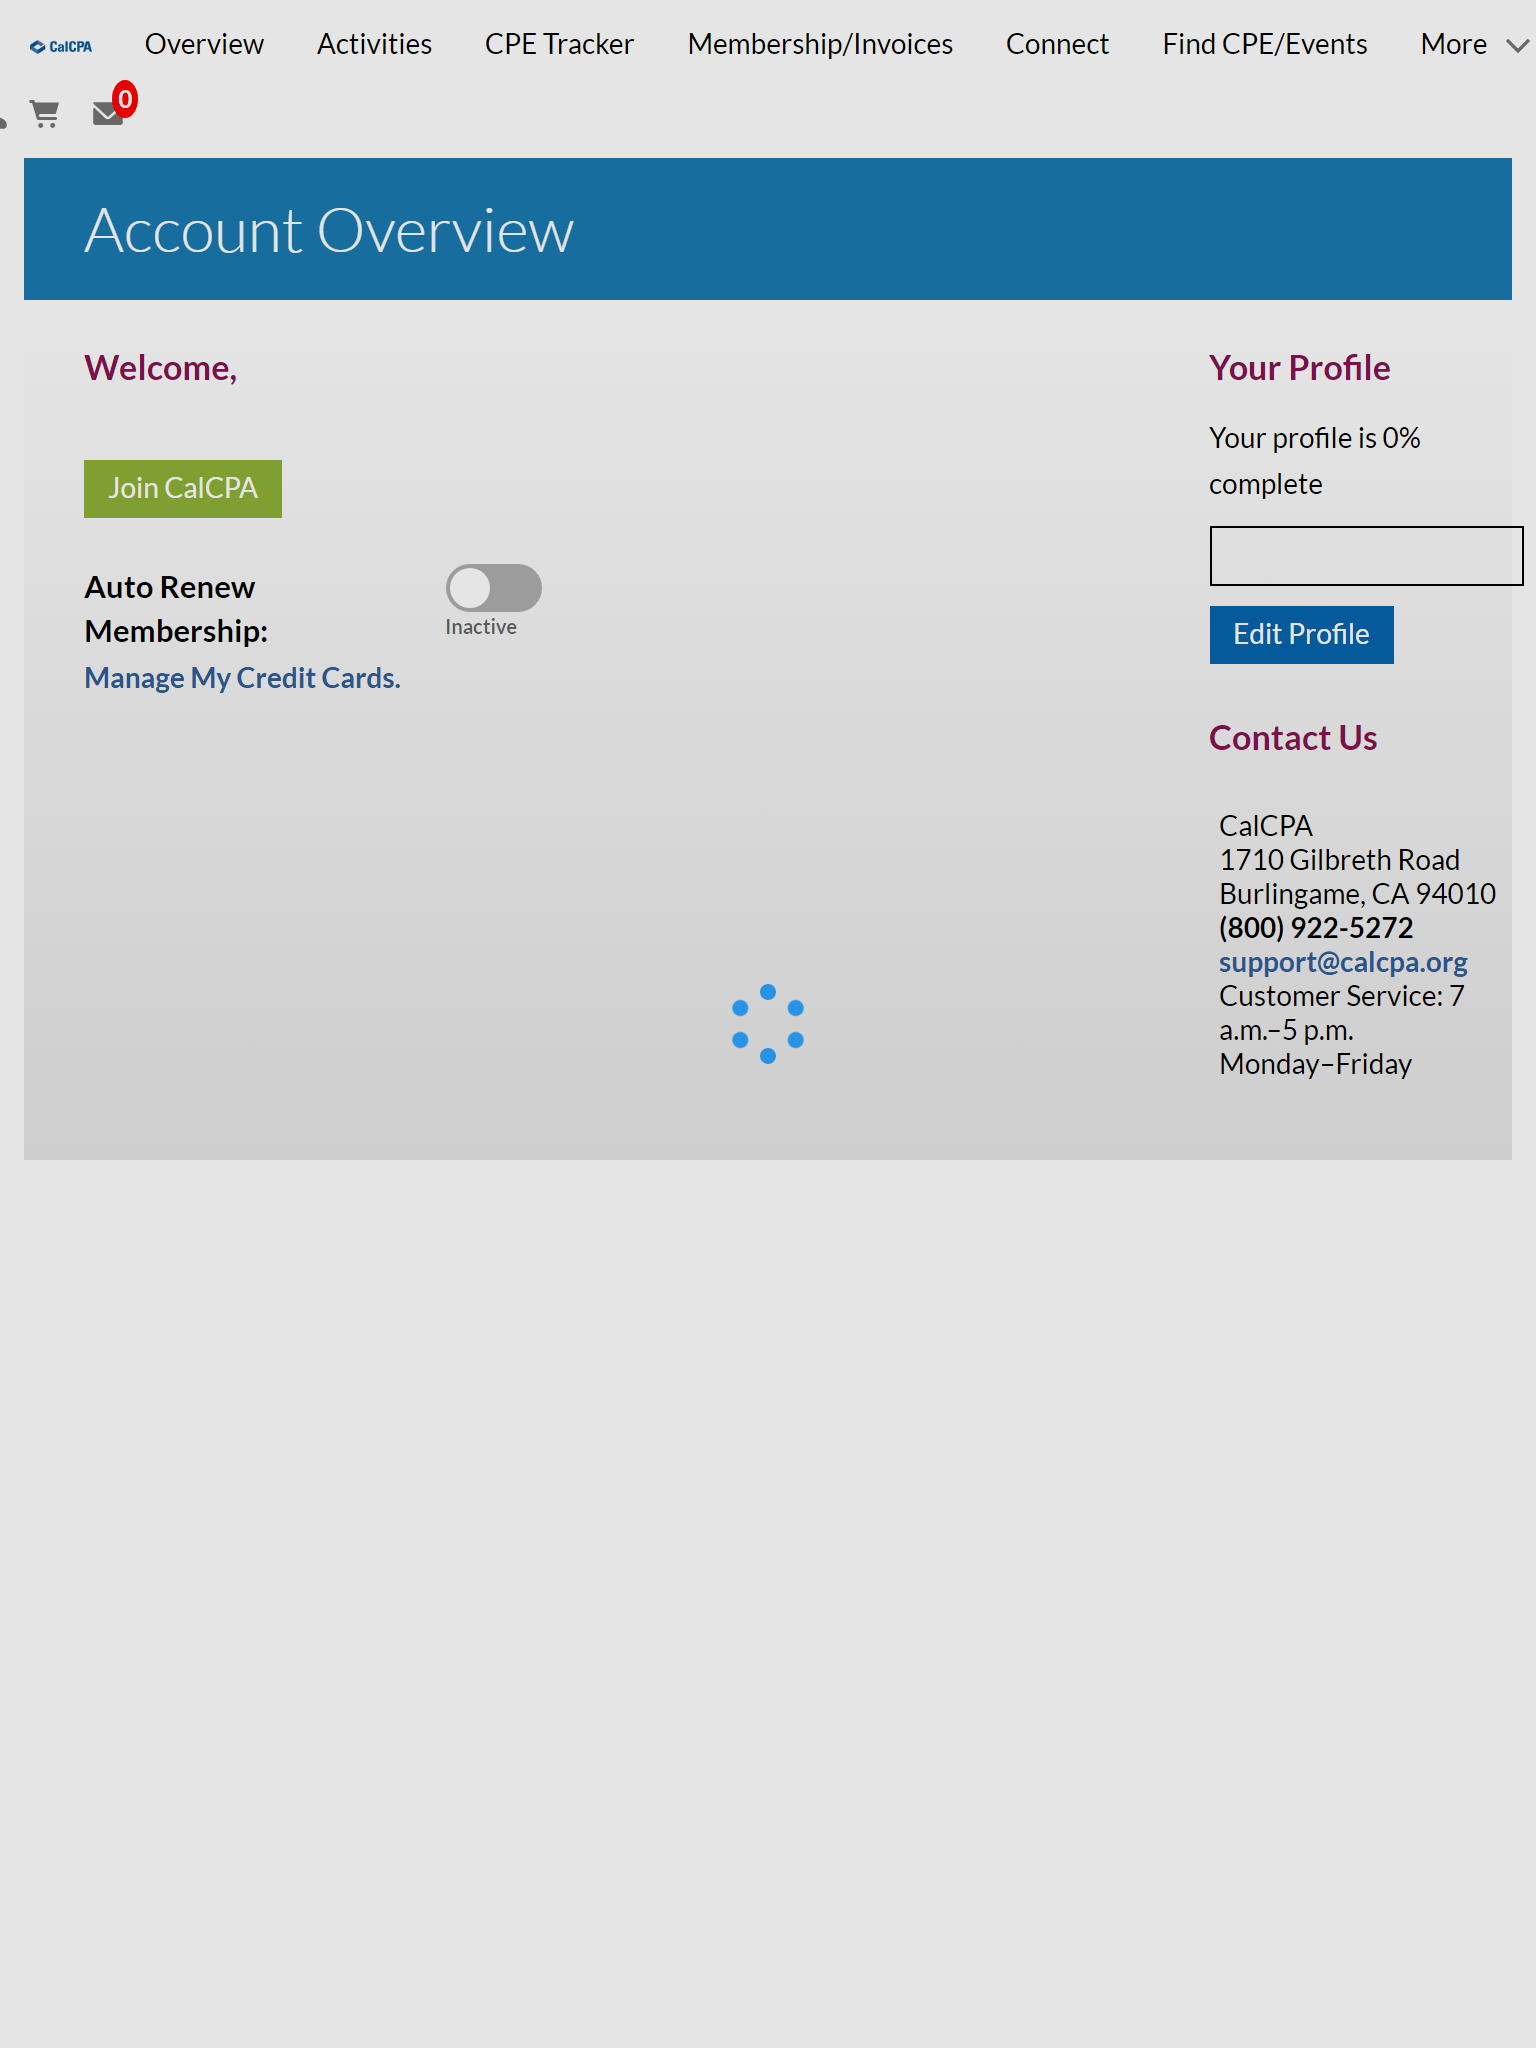 CalCPA Overview Activities CPE Tracker Membership/Invoices Connect Find CPE/Events More
0
Account Overview
Welcome,
Join CalCPA
Auto Renew
Membership:
Inactive
Manage My Credit Cards.
Your Profile
Your profile is 0%
complete
Edit Profile
Contact Us
CalCPA
1710 Gilbreth Road
Burlingame, CA 94010
(800) 922-5272
support@calcpa.org
Customer Service: 7
a.m.–5 p.m.
Monday–Friday